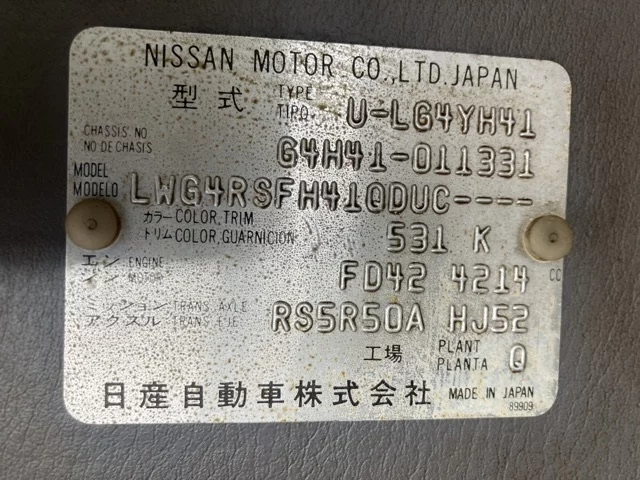 NISSAN MOTOR CO.,LTD.JAPAN
型式 TYPE TIPO U-LG4YH41
CHASSIS NO
NO DE CHASIS G4H41-011331
MODEL
MODELO LWG4RSFH41QDUC----
カラー COLOR,TRIM
トリム COLOR,GUARNICION 531 K
エンジン ENGINE MOTOR FD42 4214 CC
ミッション TRANS AXLE
アクスル TRANS EJE RS5R50A HJ52
工場 PLANT PLANTA Q
日産自動車株式会社 MADE IN JAPAN
89909